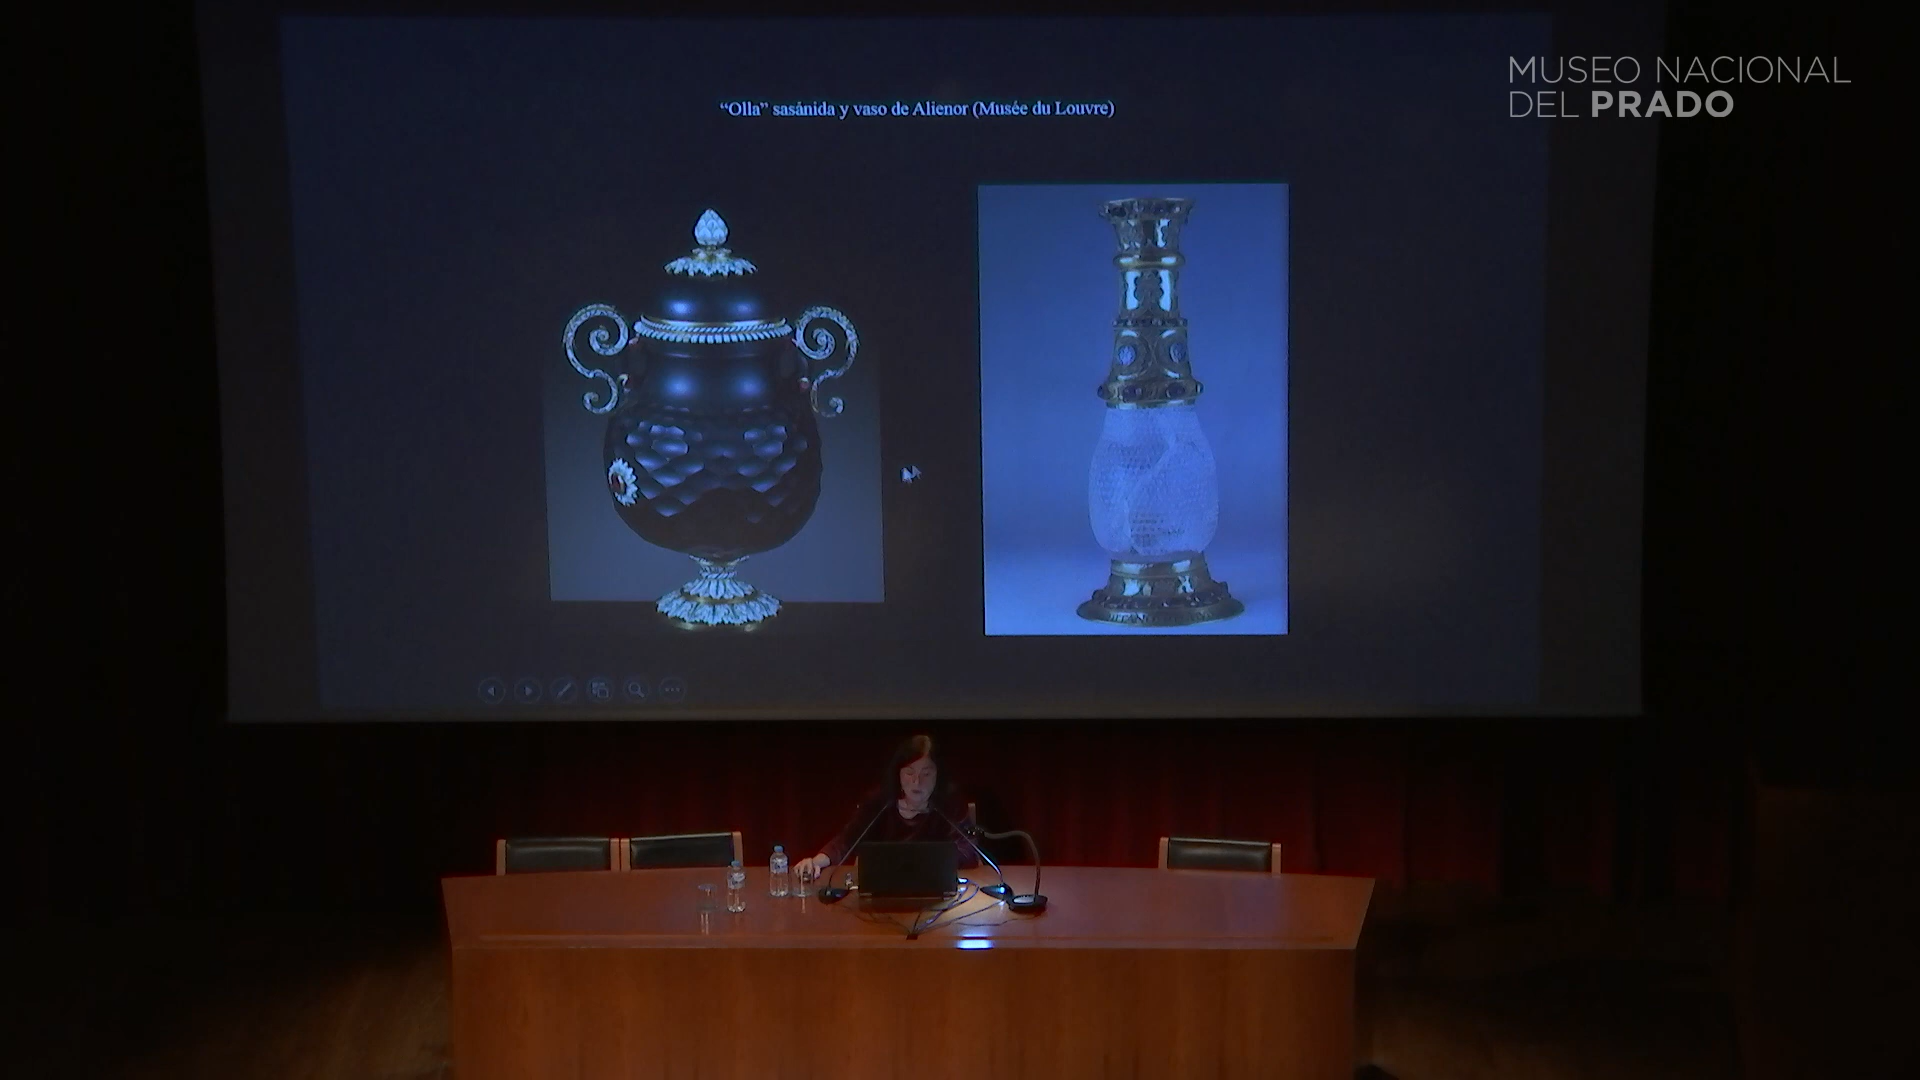 MUSEO NACIONAL
DEL PRADO
“Olla” sasánida y vaso de Alienor (Musée du Louvre)